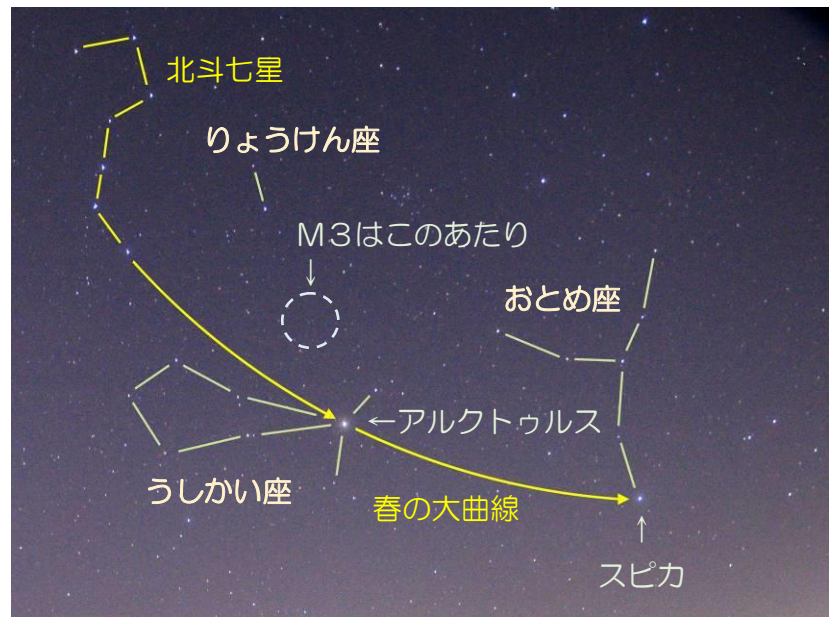 北斗七星
りょうけん座
M3はこのあたり
↓
おとめ座
←アルクトゥルス
うしかい座
春の大曲線
↑
スピカ